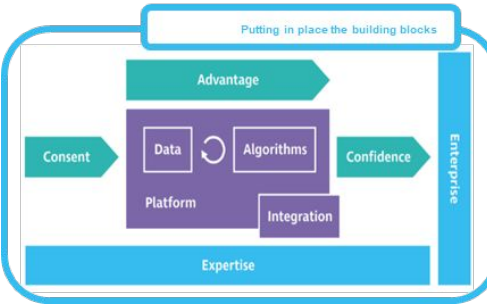 Putting in place the building blocks
Advantage
Consent
Data
Algorithms
Confidence
Platform
Integration
Enterprise
Expertise